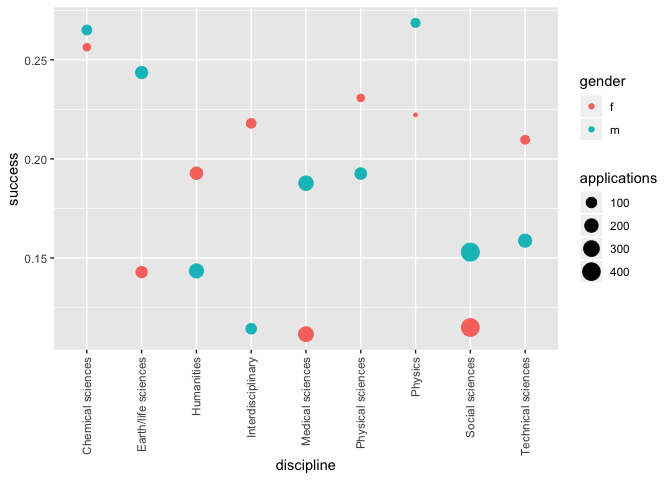 success
0.25
0.20
0.15
Chemical sciences
Earth/life sciences
Humanities
Interdisciplinary
Medical sciences
Physical sciences
Physics
Social sciences
Technical sciences
discipline
gender
f
m
applications
100
200
300
400